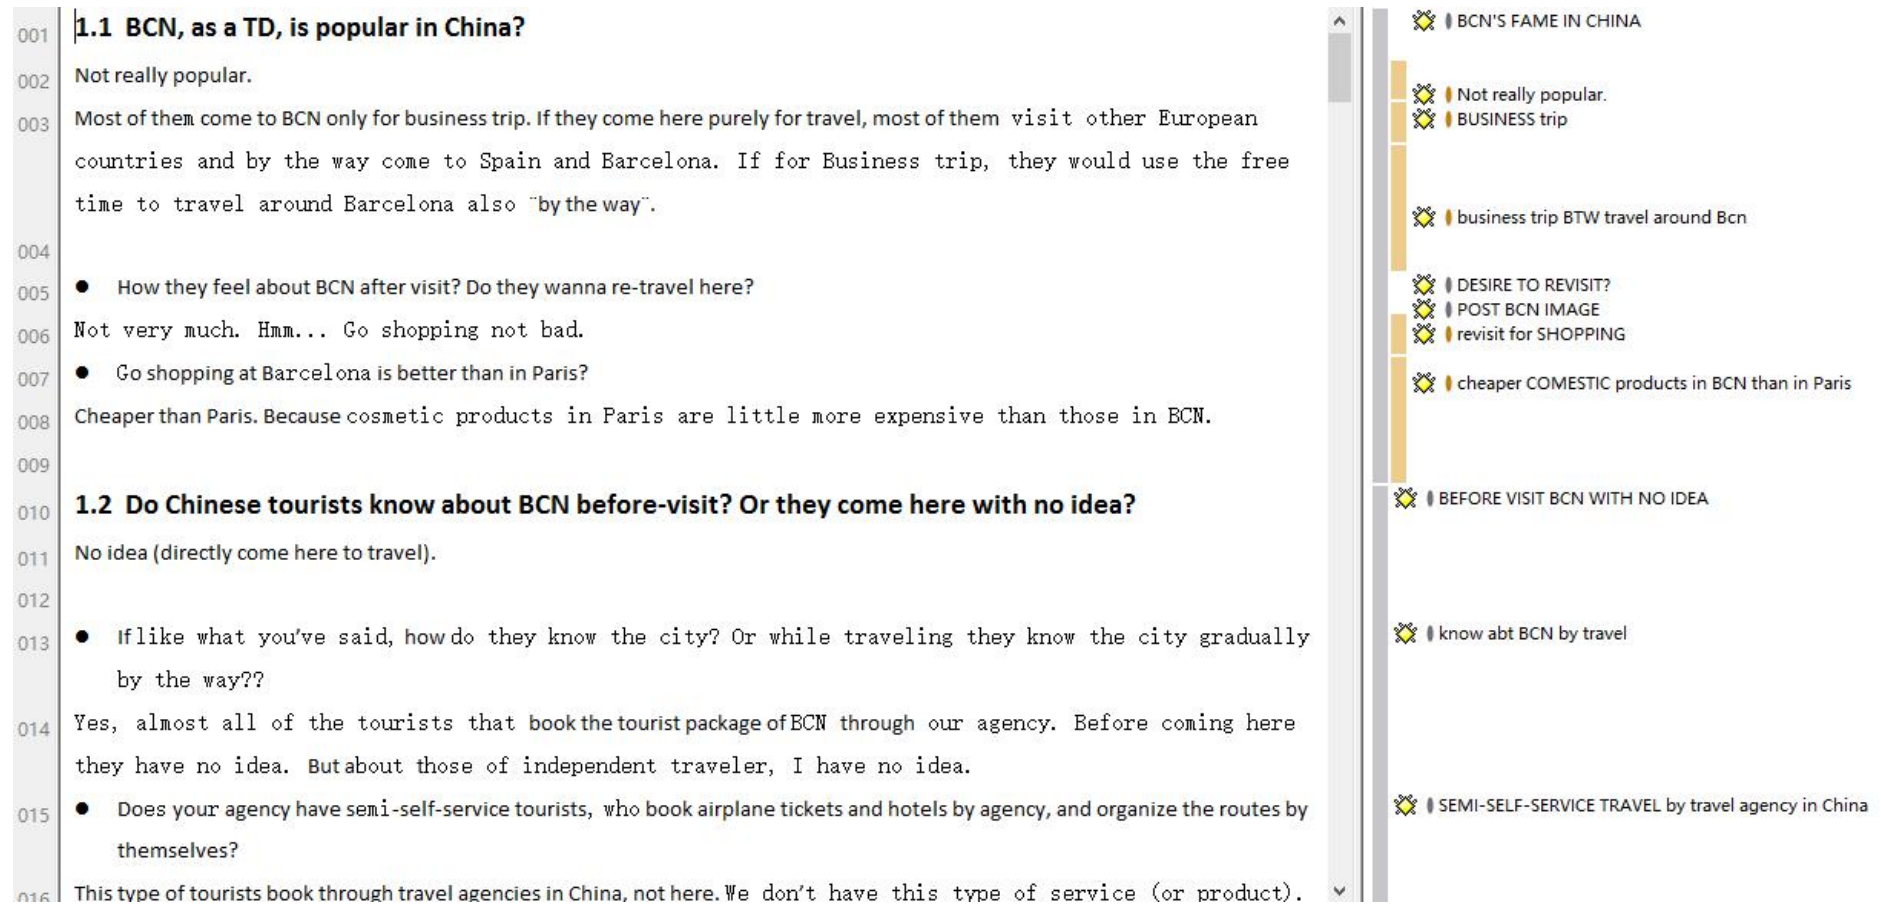 001 1.1 BCN, as a TD, is popular in China?
002 Not really popular.
003 Most of them come to BCN only for business trip. If they come here purely for travel, most of them visit other European
countries and by the way come to Spain and Barcelona. If for Business trip, they would use the free
time to travel around Barcelona also ¨by the way¨.
004
005 ● How they feel about BCN after visit? Do they wanna re-travel here?
006 Not very much. Hmm... Go shopping not bad.
007 ● Go shopping at Barcelona is better than in Paris?
008 Cheaper than Paris. Because cosmetic products in Paris are little more expensive than those in BCN.
009
010 1.2 Do Chinese tourists know about BCN before-visit? Or they come here with no idea?
011 No idea (directly come here to travel).
012
013 ● If like what you've said, how do they know the city? Or while traveling they know the city gradually
by the way??
014 Yes, almost all of the tourists that book the tourist package of BCN through our agency. Before coming here
they have no idea. But about those of independent traveler, I have no idea.
015 ● Does your agency have semi-self-service tourists, who book airplane tickets and hotels by agency, and organize the routes by
themselves?
016 This type of tourists book through travel agencies in China, not here. We don't have this type of service (or product).
BCN'S FAME IN CHINA
Not really popular.
BUSINESS trip
business trip BTW travel around Bcn
DESIRE TO REVISIT?
POST BCN IMAGE
revisit for SHOPPING
cheaper COMESTIC products in BCN than in Paris
BEFORE VISIT BCN WITH NO IDEA
know abt BCN by travel
SEMI-SELF-SERVICE TRAVEL by travel agency in China